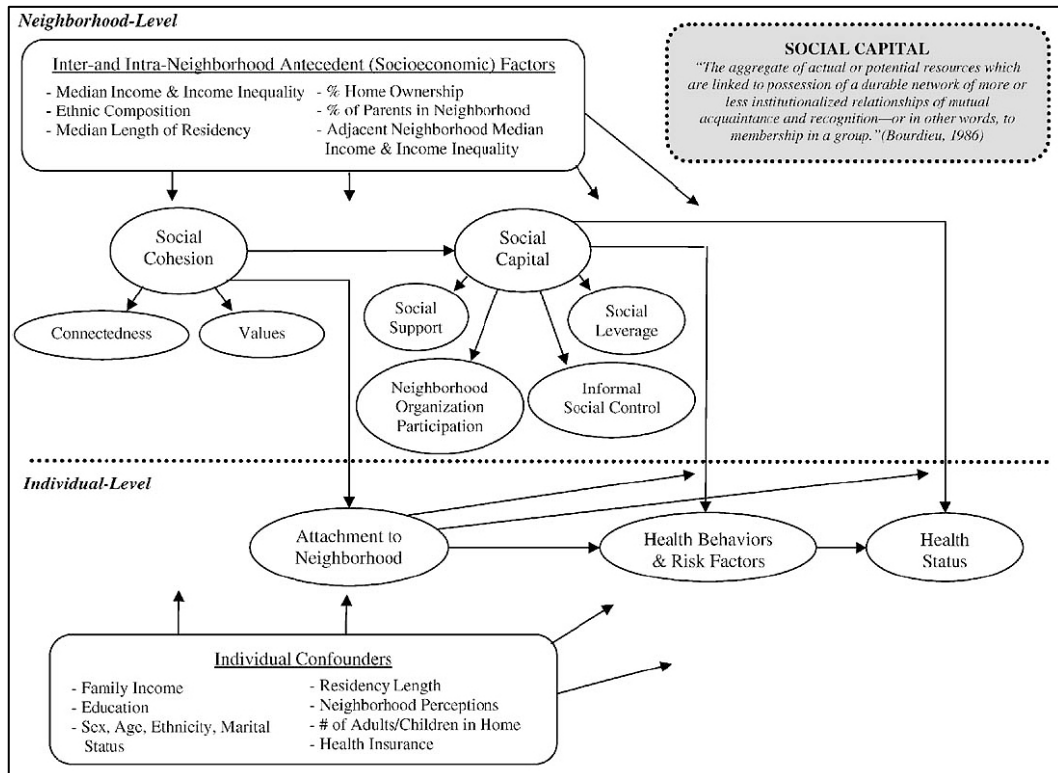 Neighborhood-Level
Inter-and Intra-Neighborhood Antecedent (Socioeconomic) Factors
- Median Income & Income Inequality
- Ethnic Composition
- Median Length of Residency
- % Home Ownership
- % of Parents in Neighborhood
- Adjacent Neighborhood Median
Income & Income Inequality
SOCIAL CAPITAL
“The aggregate of actual or potential resources which
are linked to possession of a durable network of more or
less institutionalized relationships of mutual
acquaintance and recognition—or in other words, to
membership in a group.”(Bourdieu, 1986)
Social
Cohesion
Social
Capital
Connectedness
Values
Social
Support
Social
Leverage
Neighborhood
Organization
Participation
Informal
Social Control
Individual-Level
Attachment to
Neighborhood
Health Behaviors
& Risk Factors
Health
Status
Individual Confounders
- Family Income
- Education
- Sex, Age, Ethnicity, Marital
Status
- Residency Length
- Neighborhood Perceptions
- # of Adults/Children in Home
- Health Insurance